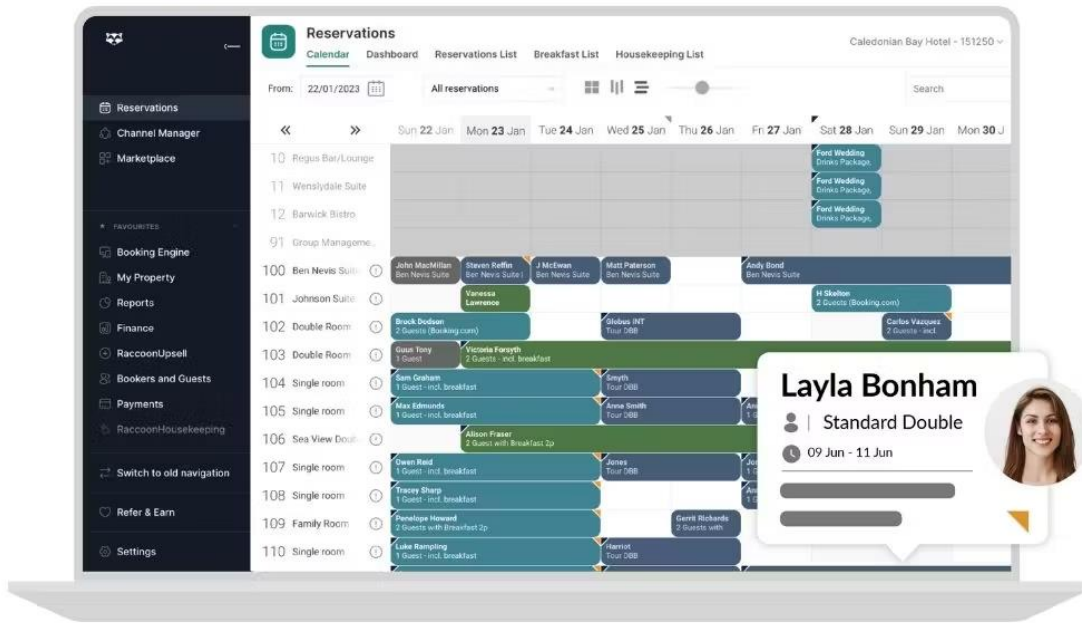 Reservations
Calendar Dashboard Reservations List Breakfast List Housekeeping List
Caledonian Bay Hotel - 151250
From: 22/01/2023 All reservations Search
Reservations
Channel Manager
Marketplace
FAVOURITES
Booking Engine
My Property
Reports
Finance
RaccoonUpsell
Bookers and Guests
Payments
RaccoonHousekeeping
Switch to old navigation
Refer & Earn
Settings
Sun 22 Jan Mon 23 Jan Tue 24 Jan Wed 25 Jan Thu 26 Jan Fri 27 Jan Sat 28 Jan Sun 29 Jan Mon 30 J
10 Regus Bar/Lounge
Ford Wedding
Drinks Package,
11 Wenslydale Suite
Ford Wedding
Drinks Package,
12 Barwick Bistro
Ford Wedding
Drinks Package,
91 Group Manageme..
100 Ben Nevis Suit
John MacMillan Steven Reffin J McEwan Matt Paterson Andy Bond
Ben Nevis Suite Ben Nevis Suite Ben Nevis Suite Ben Nevis Suite Ben Nevis Suite
101 Johnson Suite
Vanessa H Skelton
Lawrence 2 Guests (Booking.com)
102 Double Room
Brock Dodson Globus INT Carlos Vazquez
2 Guests (Booking.com) Tour DBB 2 Guests - incl.
103 Double Room
Guus Tony Victoria Forsyth
1 Guest 2 Guests - incl. breakfast
104 Single room
Sam Graham Smyth
1 Guest - incl. breakfast Tour DBB
105 Single room
Max Edmonds Anne Smith
1 Guest - incl. breakfast Tour DBB
106 Sea View Dou
Alison Fraser
2 Guest with Breakfast 2p
107 Single room
Owen Reid Jones
1 Guest - incl. breakfast Tour DBB
108 Single room
Tracey Sharp
1 Guest - incl. breakfast
109 Family Room
Penelope Howard Gerrit Richards
2 Guests with Breakfast 2p 2 Guests with
110 Single room
Luke Rampling Harriot
1 Guest - incl. breakfast Tour DBB
Layla Bonham
Standard Double
09 Jun - 11 Jun